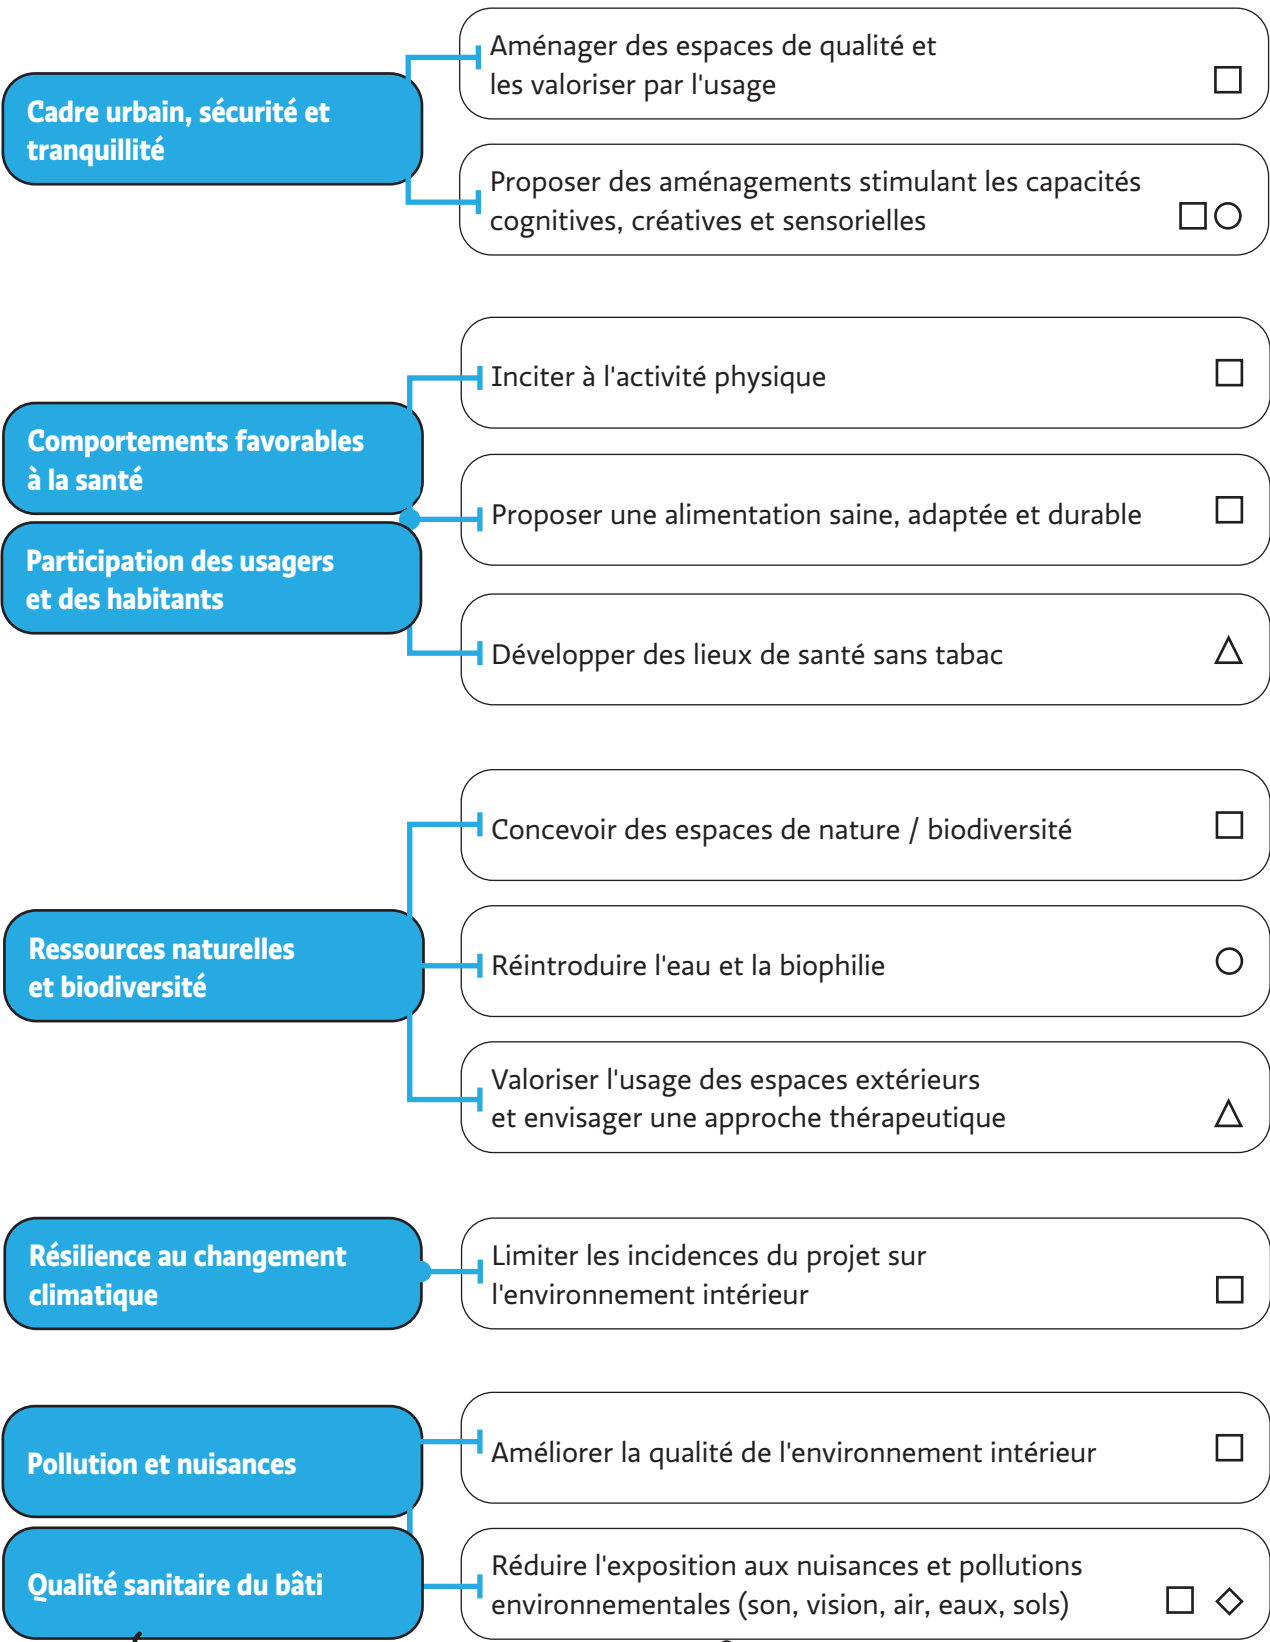 Aménager des espaces de qualité et
les valoriser par l'usage
Cadre urbain, sécurité et
tranquillité
Proposer des aménagements stimulant les capacités
cognitives, créatives et sensorielles
Inciter à l'activité physique
Comportements favorables
à la santé
Proposer une alimentation saine, adaptée et durable
Participation des usagers
et des habitants
Développer des lieux de santé sans tabac
Concevoir des espaces de nature / biodiversité
Ressources naturelles
et biodiversité
Réintroduire l'eau et la biophilie
Valoriser l'usage des espaces extérieurs
et envisager une approche thérapeutique
Résilience au changement
climatique
Limiter les incidences du projet sur
l'environnement intérieur
Pollution et nuisances
Améliorer la qualité de l'environnement intérieur
Qualité sanitaire du bâti
Réduire l'exposition aux nuisances et pollutions
environnementales (son, vision, air, eaux, sols)